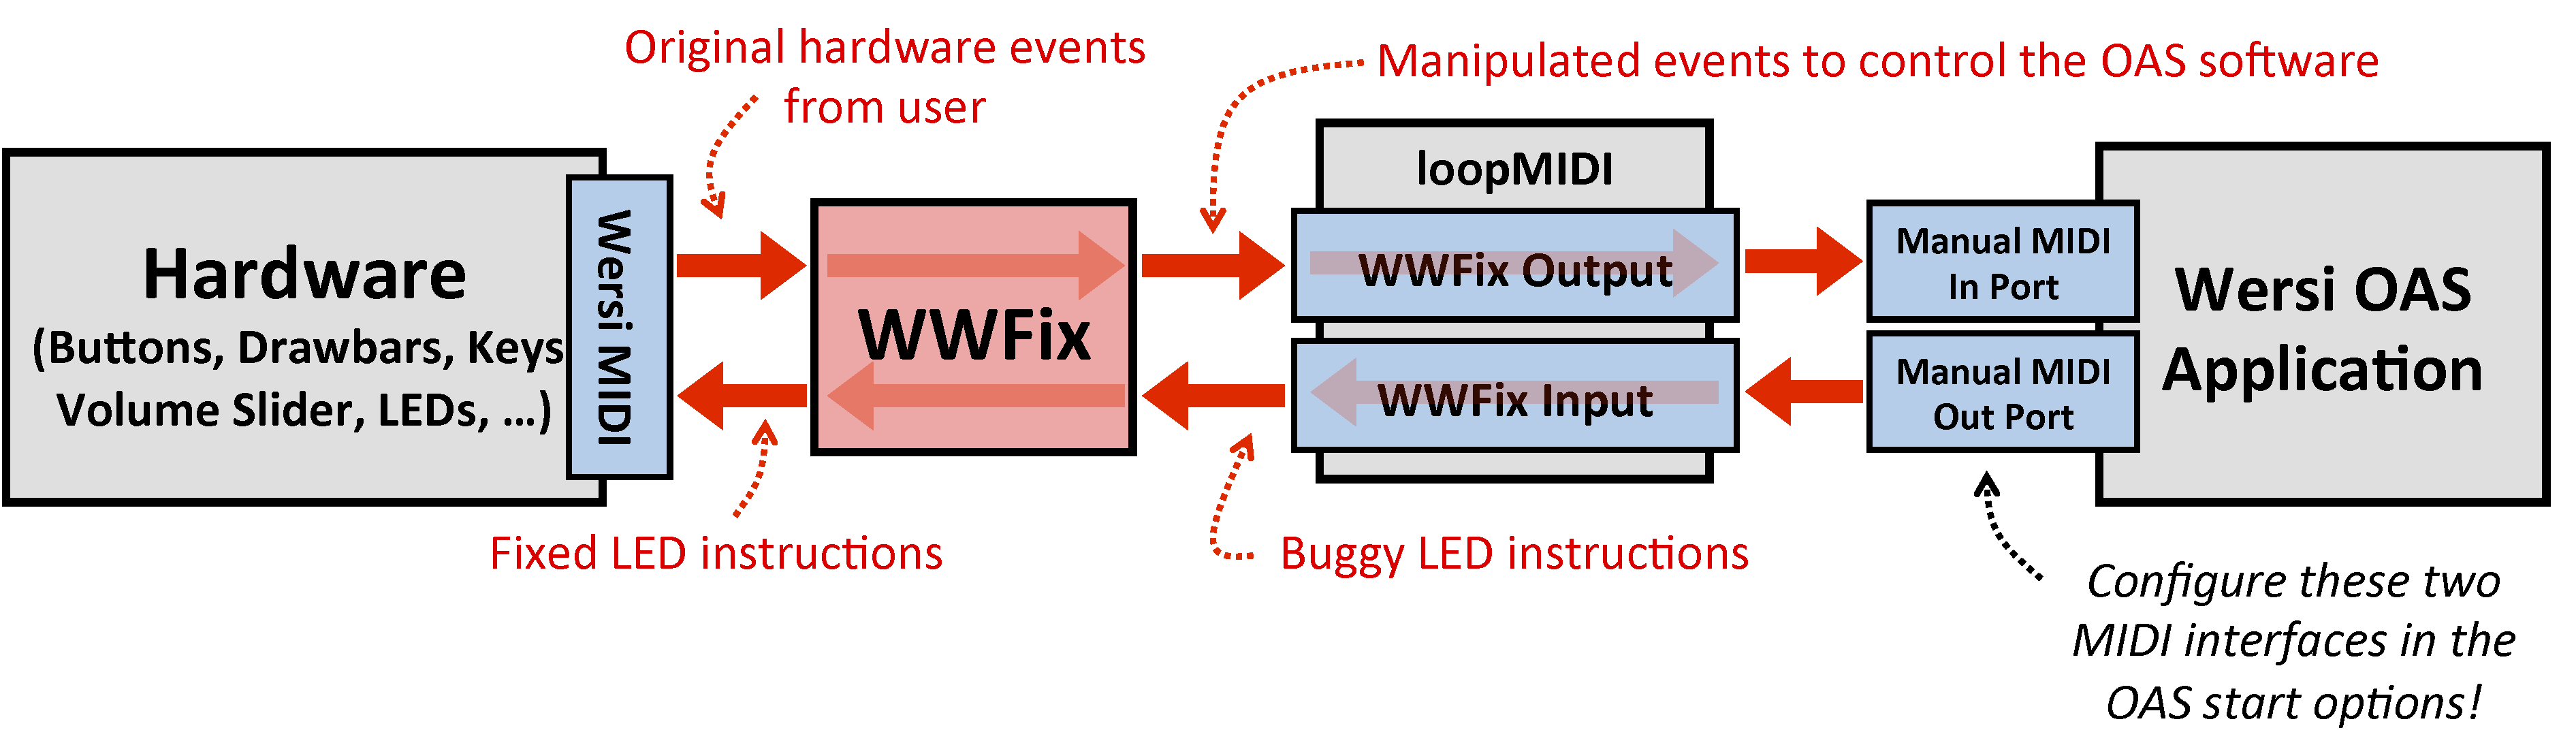 Original hardware events
from user
Manipulated events to control the OAS software
Hardware
(Buttons, Drawbars, Keys
Volume Slider, LEDs, …)
Wersi MIDI
WWFix
loopMIDI
WWFix Output
WWFix Input
Manual MIDI
In Port
Manual MIDI
Out Port
Wersi OAS
Application
Fixed LED instructions
Buggy LED instructions
Configure these two
MIDI interfaces in the
OAS start options!